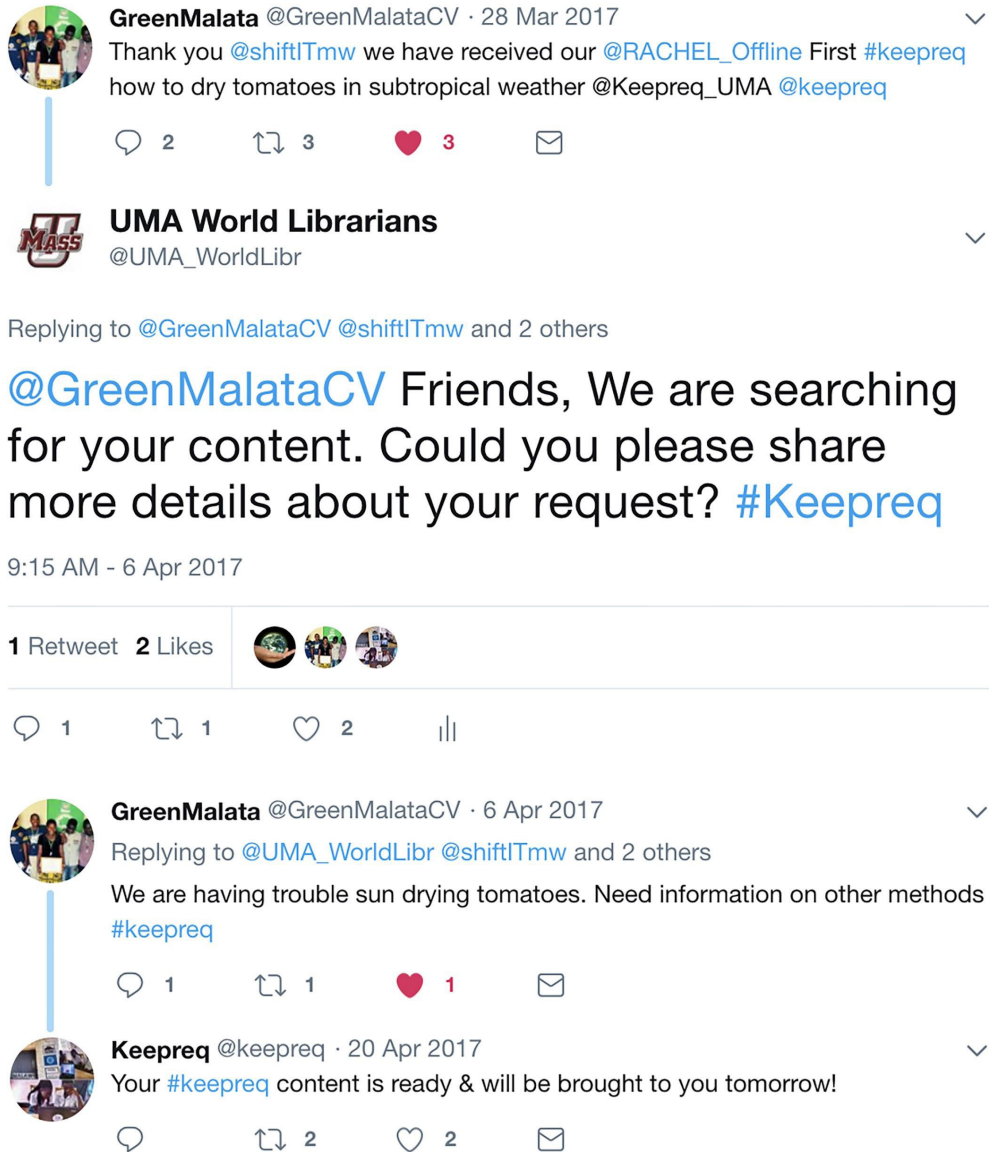 GreenMalata @GreenMalataCV · 28 Mar 2017
Thank you @shiftITmw we have received our @RACHEL_Offline First #keepreq
how to dry tomatoes in subtropical weather @Keepreq_UMA @keepreq
2 3 3
MASS
UMA World Librarians
@UMA_WorldLibr
Replying to @GreenMalataCV @shiftITmw and 2 others
@GreenMalataCV Friends, We are searching
for your content. Could you please share
more details about your request? #Keepreq
9:15 AM - 6 Apr 2017
1 Retweet 2 Likes
1 1 2
GreenMalata @GreenMalataCV · 6 Apr 2017
Replying to @UMA_WorldLibr @shiftITmw and 2 others
We are having trouble sun drying tomatoes. Need information on other methods
#keepreq
1 1 1
Keepreq @keepreq · 20 Apr 2017
Your #keepreq content is ready & will be brought to you tomorrow!
2 2